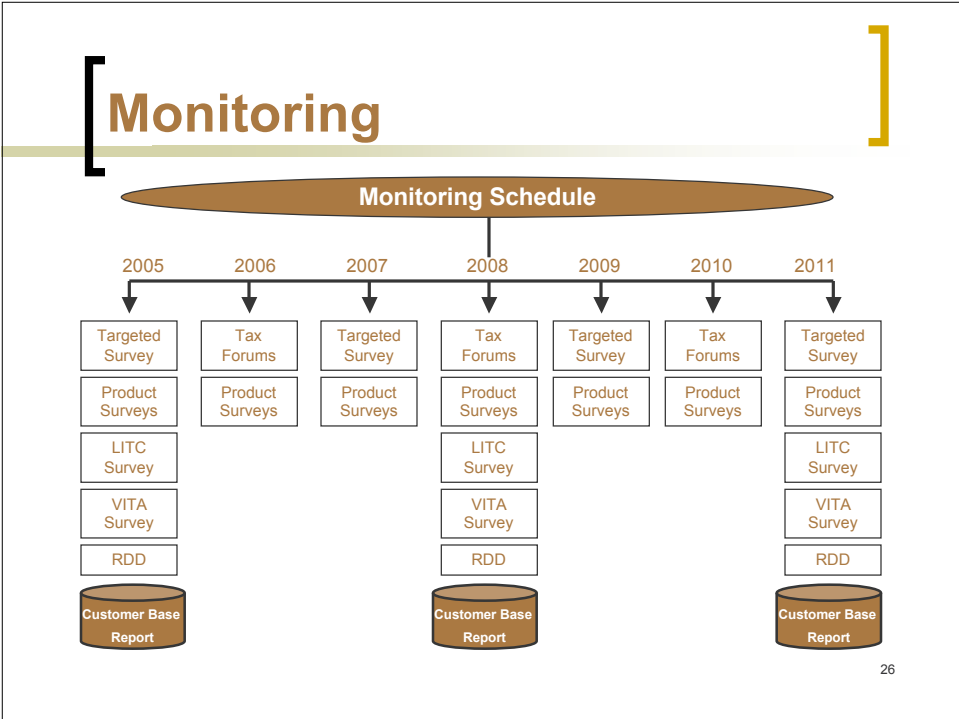 Monitoring
Monitoring Schedule
2005 2006 2007 2008 2009 2010 2011
Targeted
Survey
Tax
Forums
Targeted
Survey
Tax
Forums
Targeted
Survey
Tax
Forums
Targeted
Survey
Product
Surveys
Product
Surveys
Product
Surveys
Product
Surveys
Product
Surveys
Product
Surveys
Product
Surveys
LITC
Survey
LITC
Survey
LITC
Survey
VITA
Survey
VITA
Survey
VITA
Survey
RDD
RDD
RDD
Customer Base
Report
Customer Base
Report
Customer Base
Report
26